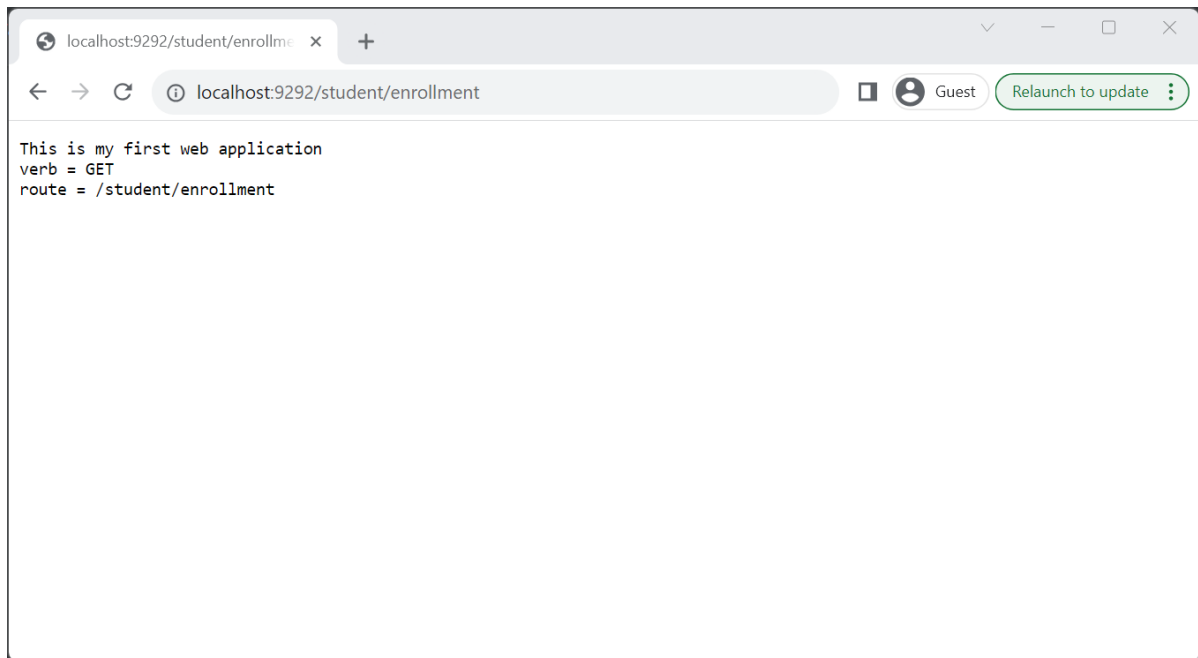 localhost:9292/student/enrollme
localhost:9292/student/enrollment
Guest
Relaunch to update
This is my first web application
verb = GET
route = /student/enrollment